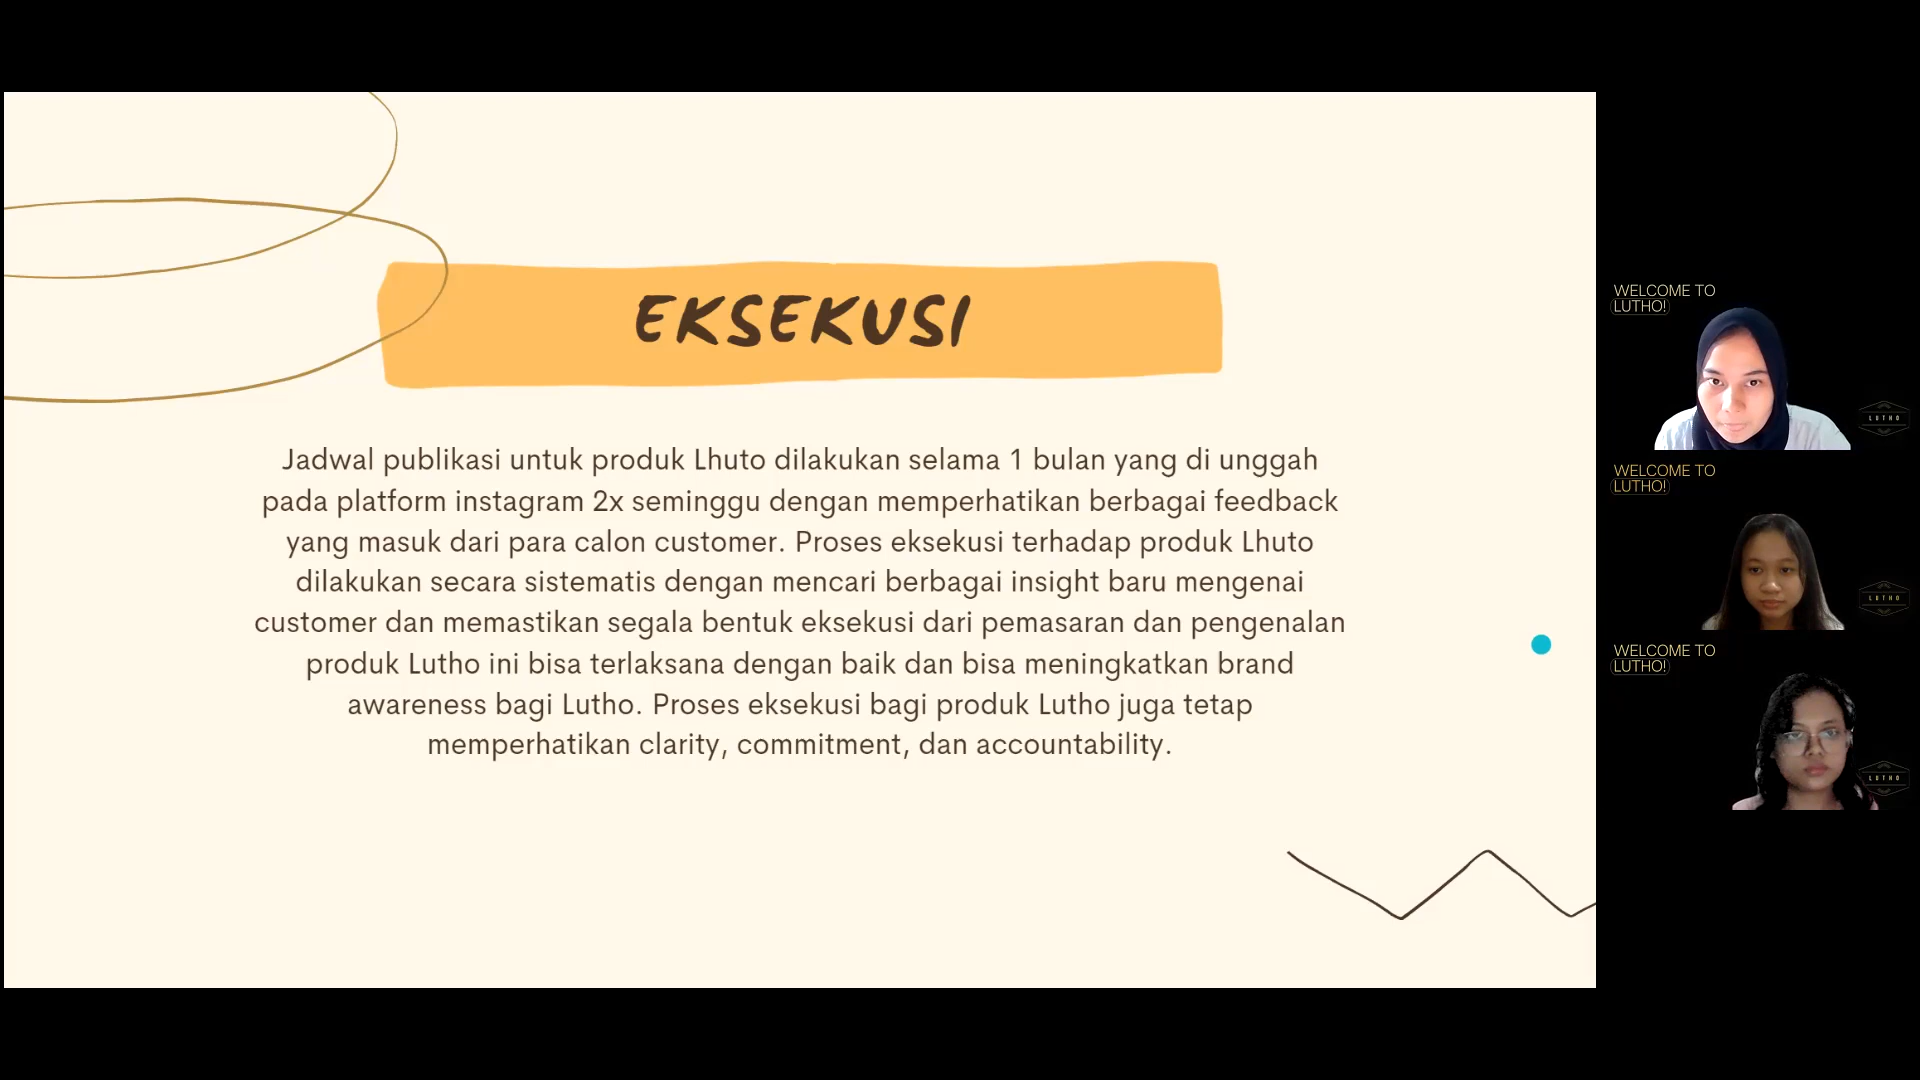 EKSEKUSI
Jadwal publikasi untuk produk Lhuto dilakukan selama 1 bulan yang di unggah
pada platform instagram 2x seminggu dengan memperhatikan berbagai feedback
yang masuk dari para calon customer. Proses eksekusi terhadap produk Lhuto
dilakukan secara sistematis dengan mencari berbagai insight baru mengenai
customer dan memastikan segala bentuk eksekusi dari pemasaran dan pengenalan
produk Lutho ini bisa terlaksana dengan baik dan bisa meningkatkan brand
awareness bagi Lutho. Proses eksekusi bagi produk Lutho juga tetap
memperhatikan clarity, commitment, dan accountability.
WELCOME TO
LUTHO!
LUTHO
WELCOME TO
LUTHO!
LUTHO
WELCOME TO
LUTHO!
LUTHO